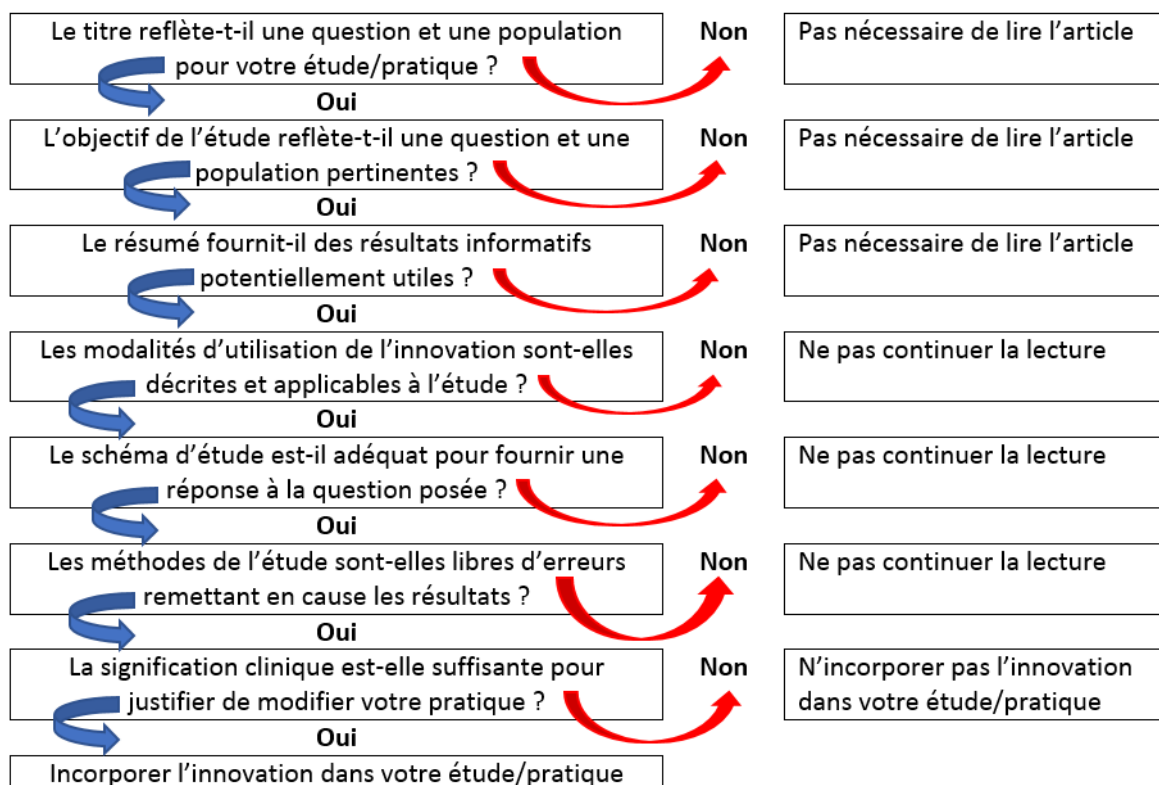 Le titre reflète-t-il une question et une population
pour votre étude/pratique ?
Non
Pas nécessaire de lire l’article
Oui
L’objectif de l’étude reflète-t-il une question et une
population pertinentes ?
Non
Pas nécessaire de lire l’article
Oui
Le résumé fournit-il des résultats informatifs
potentiellement utiles ?
Non
Pas nécessaire de lire l’article
Oui
Les modalités d’utilisation de l’innovation sont-elles
décrites et applicables à l’étude ?
Non
Ne pas continuer la lecture
Oui
Le schéma d’étude est-il adéquat pour fournir une
réponse à la question posée ?
Non
Ne pas continuer la lecture
Oui
Les méthodes de l’étude sont-elles libres d’erreurs
remettant en cause les résultats ?
Non
Ne pas continuer la lecture
Oui
La signification clinique est-elle suffisante pour
justifier de modifier votre pratique ?
Non
N’incorporer pas l’innovation
dans votre étude/pratique
Oui
Incorporer l’innovation dans votre étude/pratique